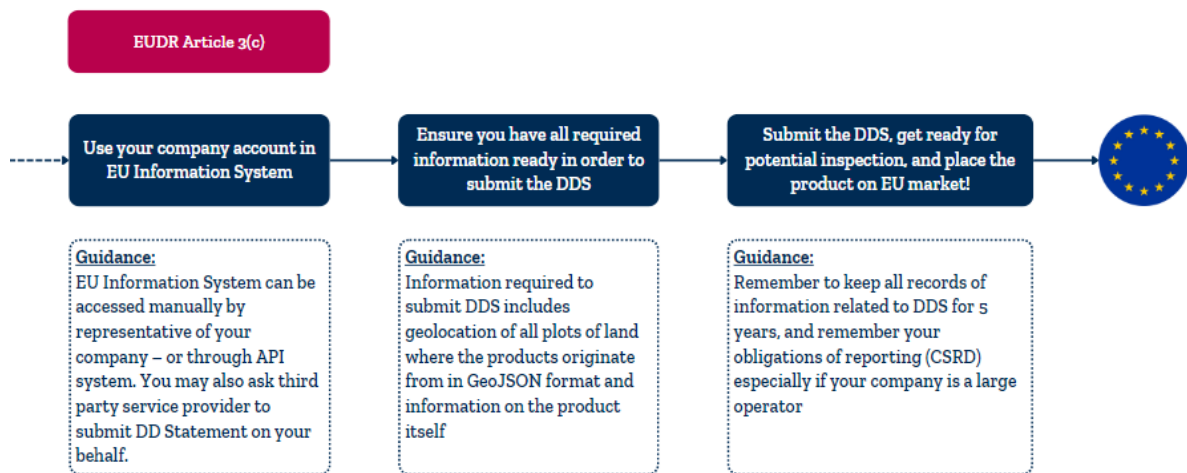 EUDR Article 3(c)
Use your company account in
EU Information System
Ensure you have all required
information ready in order to
submit the DDS
Submit the DDS, get ready for
potential inspection, and place the
product on EU market!
Guidance:
EU Information System can be
accessed manually by
representative of your
company – or through API
system. You may also ask third
party service provider to
submit DD Statement on your
behalf.
Guidance:
Information required to
submit DDS includes
geolocation of all plots of land
where the products originate
from in GeoJSON format and
information on the product
itself
Guidance:
Remember to keep all records of
information related to DDS for 5
years, and remember your
obligations of reporting (CSRD)
especially if your company is a large
operator